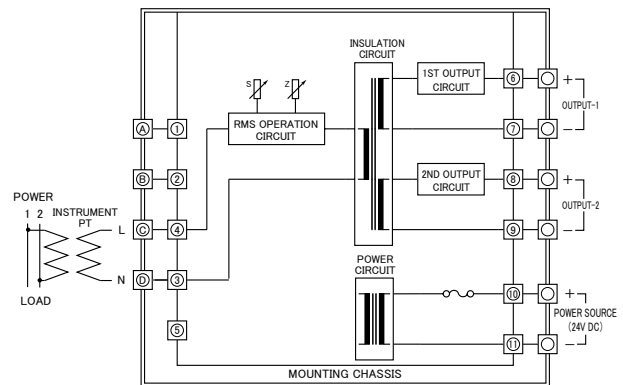 INSULATION
CIRCUIT
1ST OUTPUT
CIRCUIT
⑥
+
OUTPUT-1
S
Z
RMS OPERATION
CIRCUIT
Ⓐ
①
⑦
−
Ⓑ
②
2ND OUTPUT
CIRCUIT
⑧
+
OUTPUT-2
POWER
1 2
INSTRUMENT
PT
L
Ⓒ
④
⑨
−
POWER
CIRCUIT
N
Ⓓ
③
LOAD
⑩
+
POWER SOURCE
(24V DC)
⑤
⑪
−
MOUNTING CHASSIS